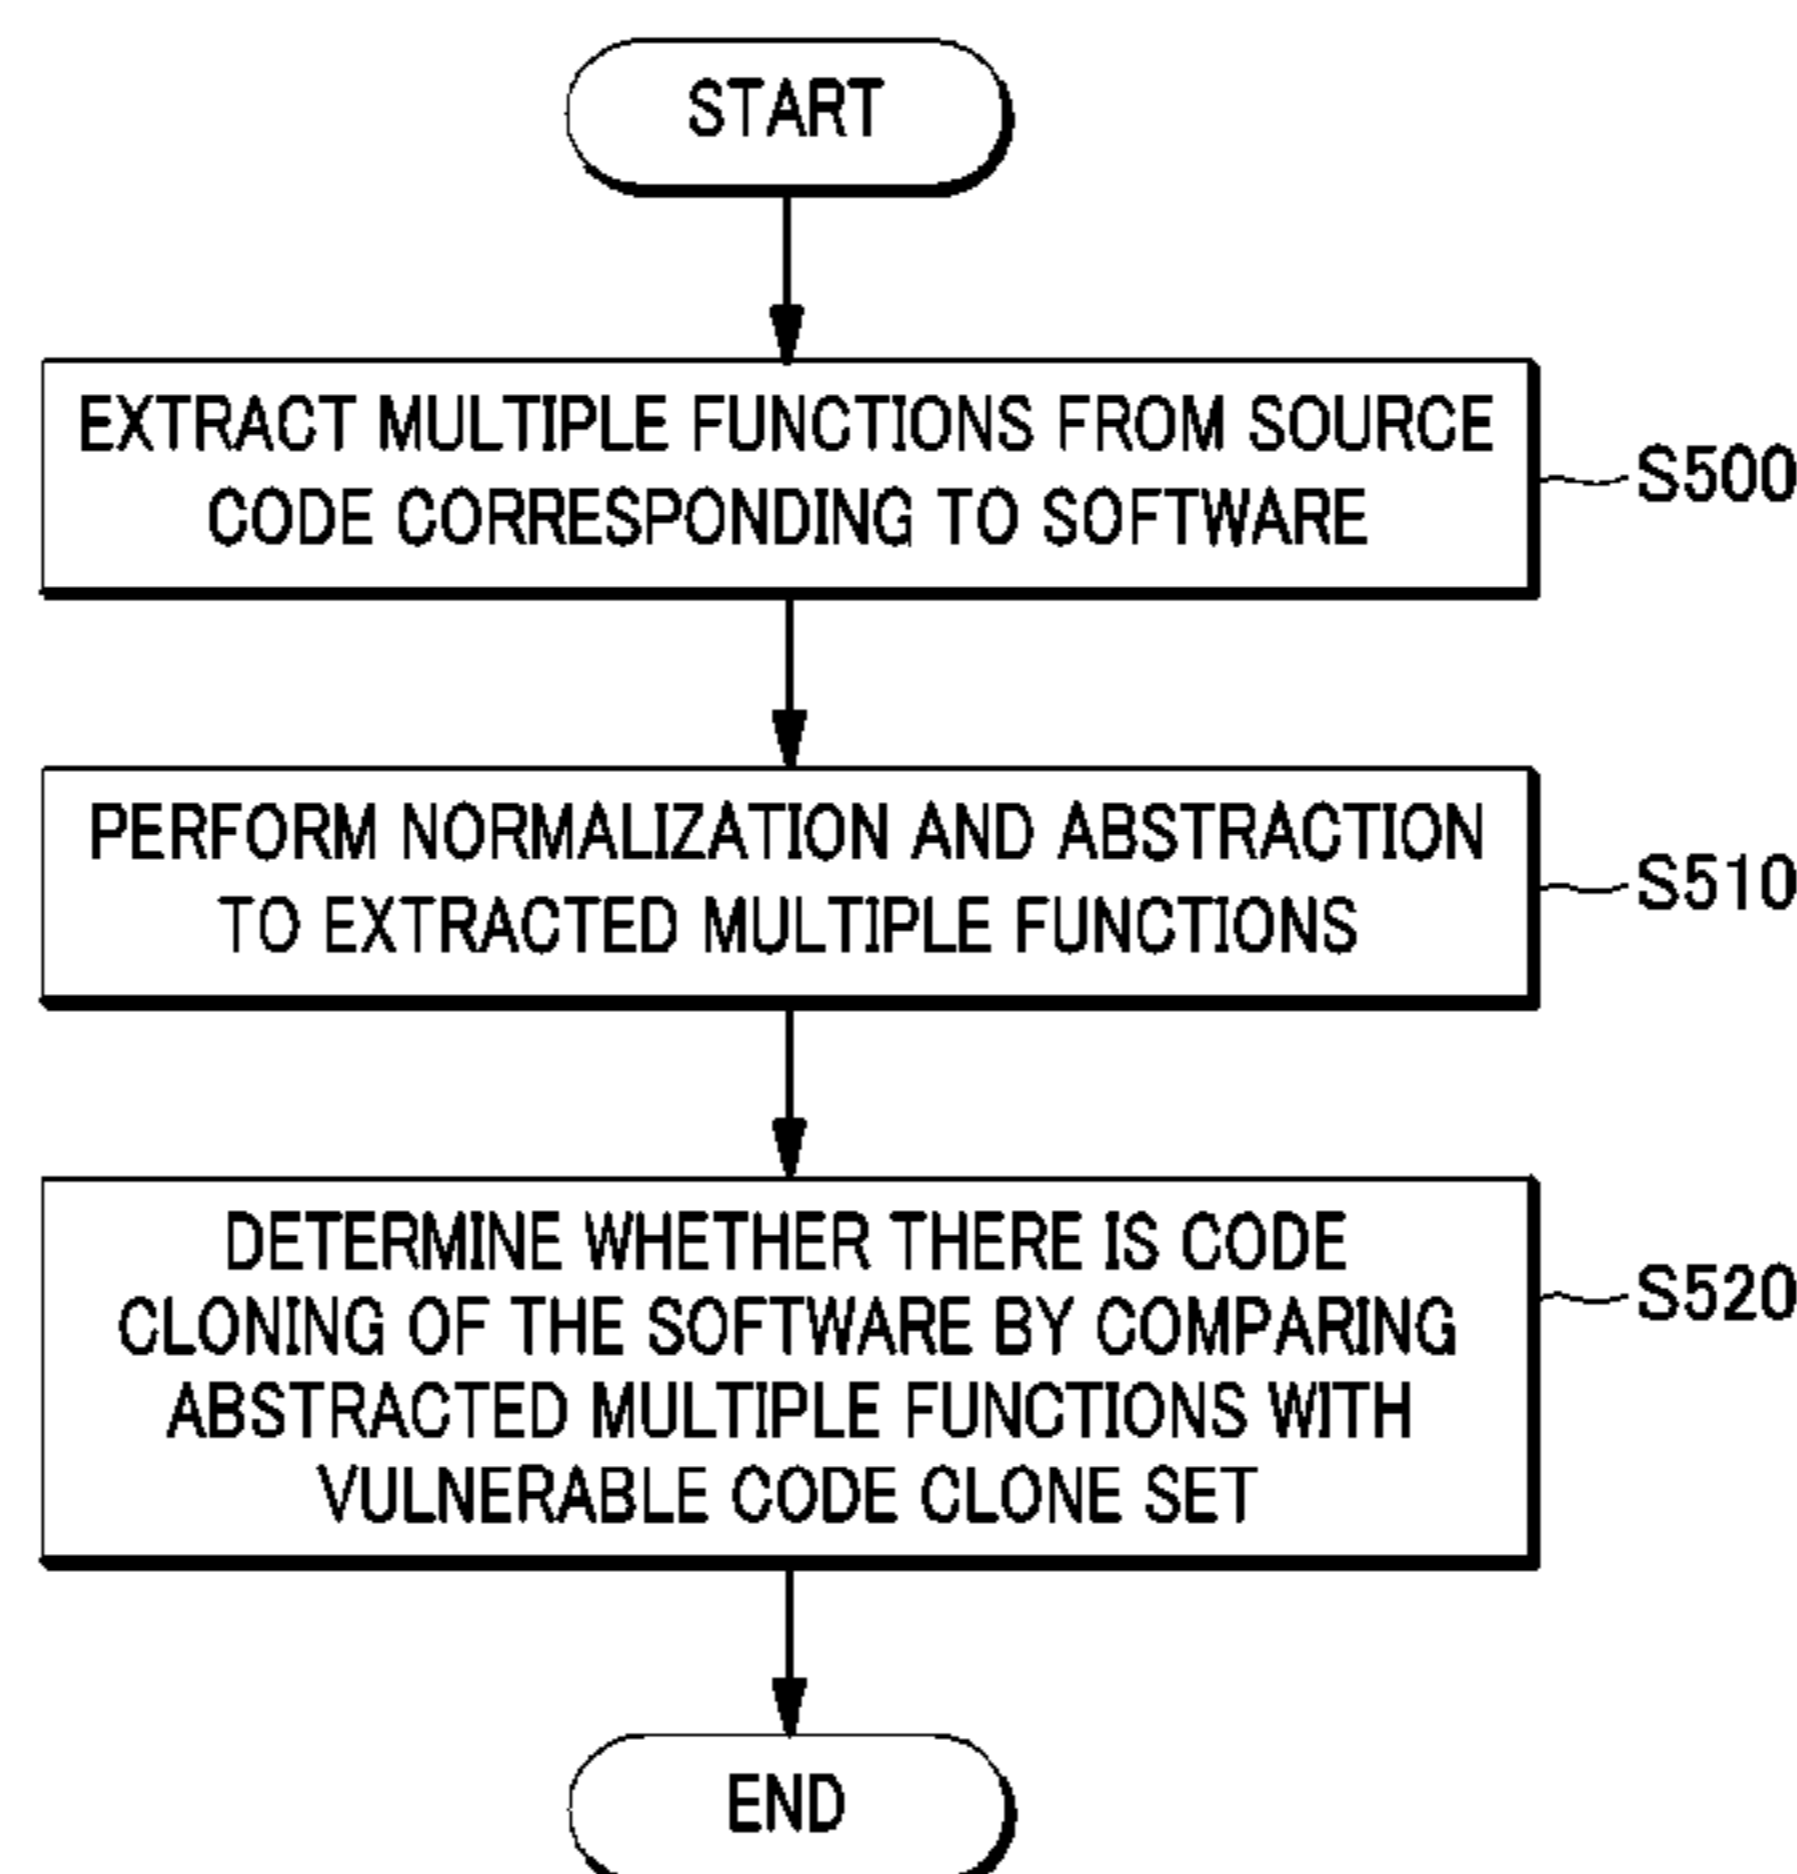 START
EXTRACT MULTIPLE FUNCTIONS FROM SOURCE
CODE CORRESPONDING TO SOFTWARE
S500
PERFORM NORMALIZATION AND ABSTRACTION
TO EXTRACTED MULTIPLE FUNCTIONS
S510
DETERMINE WHETHER THERE IS CODE
CLONING OF THE SOFTWARE BY COMPARING
ABSTRACTED MULTIPLE FUNCTIONS WITH
VULNERABLE CODE CLONE SET
S520
END